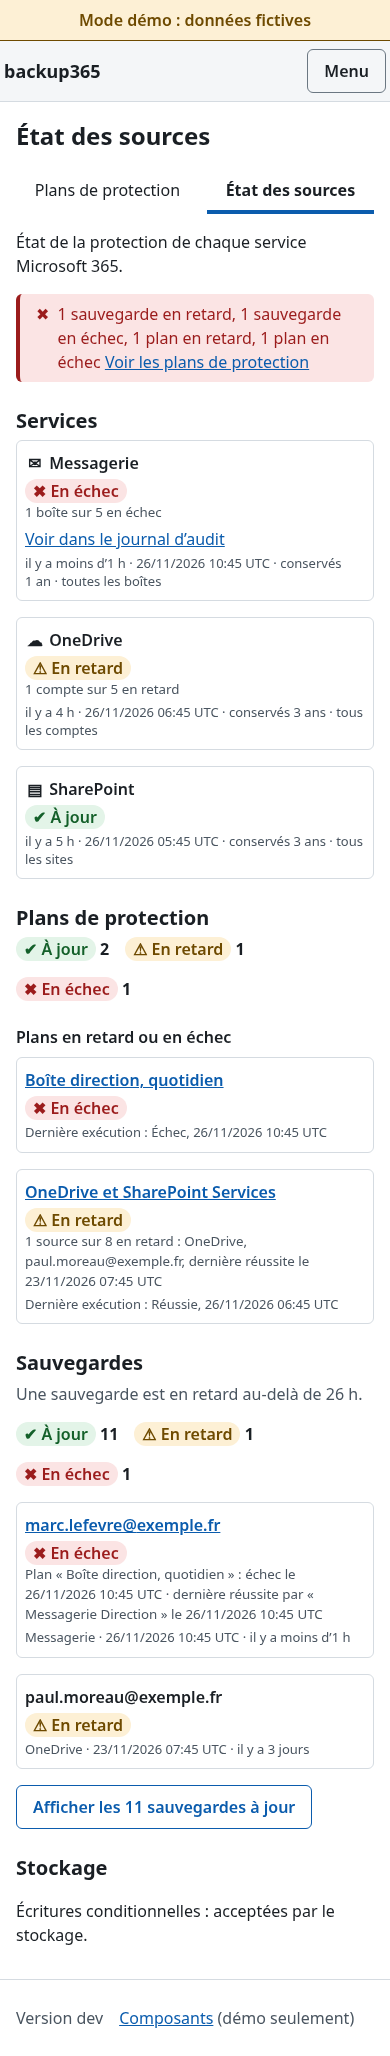 Mode démo : données fictives
backup365
Menu
État des sources
Plans de protection
État des sources
État de la protection de chaque service
Microsoft 365.
✖ 1 sauvegarde en retard, 1 sauvegarde
en échec, 1 plan en retard, 1 plan en
échec Voir les plans de protection
Services
✉ Messagerie
✖ En échec
1 boîte sur 5 en échec
Voir dans le journal d’audit
il y a moins d’1 h · 26/11/2026 10:45 UTC · conservés
1 an · toutes les boîtes
☁ OneDrive
⚠ En retard
1 compte sur 5 en retard
il y a 4 h · 26/11/2026 06:45 UTC · conservés 3 ans · tous
les comptes
▤ SharePoint
✔ À jour
il y a 5 h · 26/11/2026 05:45 UTC · conservés 3 ans · tous
les sites
Plans de protection
✔ À jour 2 ⚠ En retard 1
✖ En échec 1
Plans en retard ou en échec
Boîte direction, quotidien
✖ En échec
Dernière exécution : Échec, 26/11/2026 10:45 UTC
OneDrive et SharePoint Services
⚠ En retard
1 source sur 8 en retard : OneDrive,
paul.moreau@exemple.fr, dernière réussite le
23/11/2026 07:45 UTC
Dernière exécution : Réussie, 26/11/2026 06:45 UTC
Sauvegardes
Une sauvegarde est en retard au-delà de 26 h.
✔ À jour 11 ⚠ En retard 1
✖ En échec 1
marc.lefevre@exemple.fr
✖ En échec
Plan « Boîte direction, quotidien » : échec le
26/11/2026 10:45 UTC · dernière réussite par «
Messagerie Direction » le 26/11/2026 10:45 UTC
Messagerie · 26/11/2026 10:45 UTC · il y a moins d’1 h
paul.moreau@exemple.fr
⚠ En retard
OneDrive · 23/11/2026 07:45 UTC · il y a 3 jours
Afficher les 11 sauvegardes à jour
Stockage
Écritures conditionnelles : acceptées par le
stockage.
Version dev Composants (démo seulement)